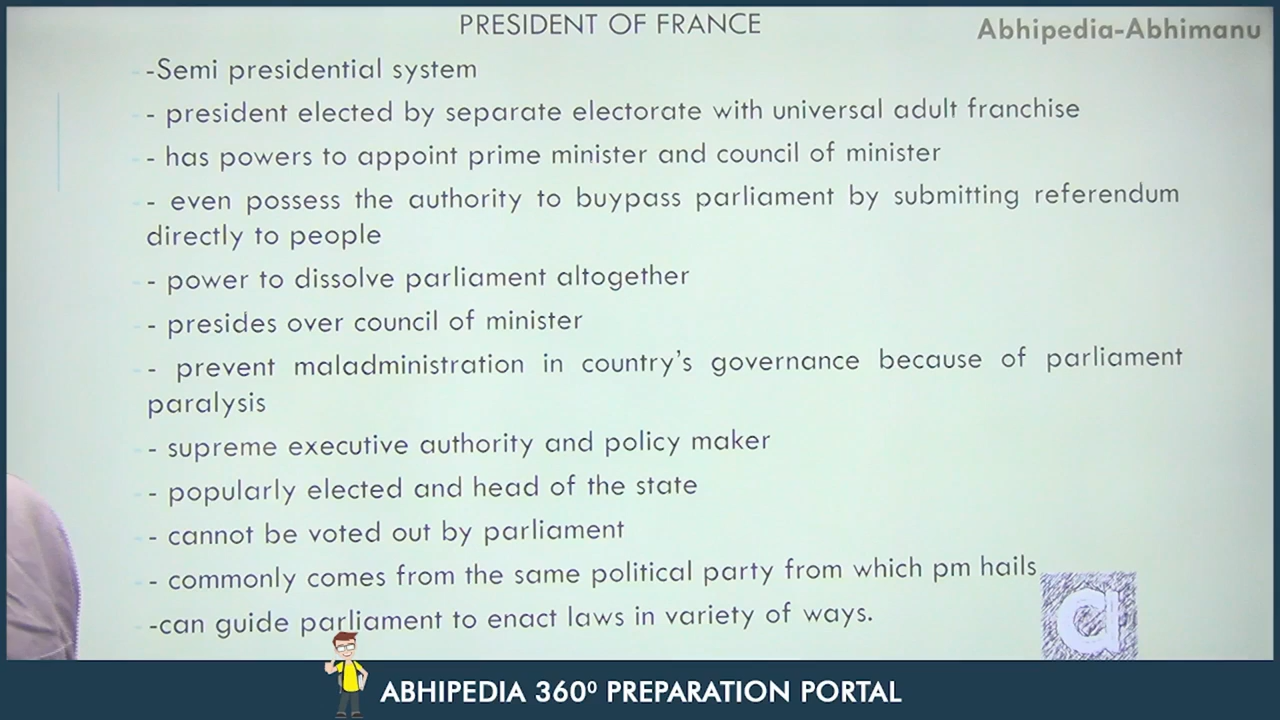 PRESIDENT OF FRANCE
Abhipedia-Abhimanu
-Semi presidential system
- president elected by separate electorate with universal adult franchise
- has powers to appoint prime minister and council of minister
- even possess the authority to buypass parliament by submitting referendum
directly to people
- power to dissolve parliament altogether
- presides over council of minister
- prevent maladministration in country's governance because of parliament
paralysis
- supreme executive authority and policy maker
- popularly elected and head of the state
- cannot be voted out by parliament
- commonly comes from the same political party from which pm hails
-can guide parliament to enact laws in variety of ways.
a
ABHIPEDIA 360⁰ PREPARATION PORTAL